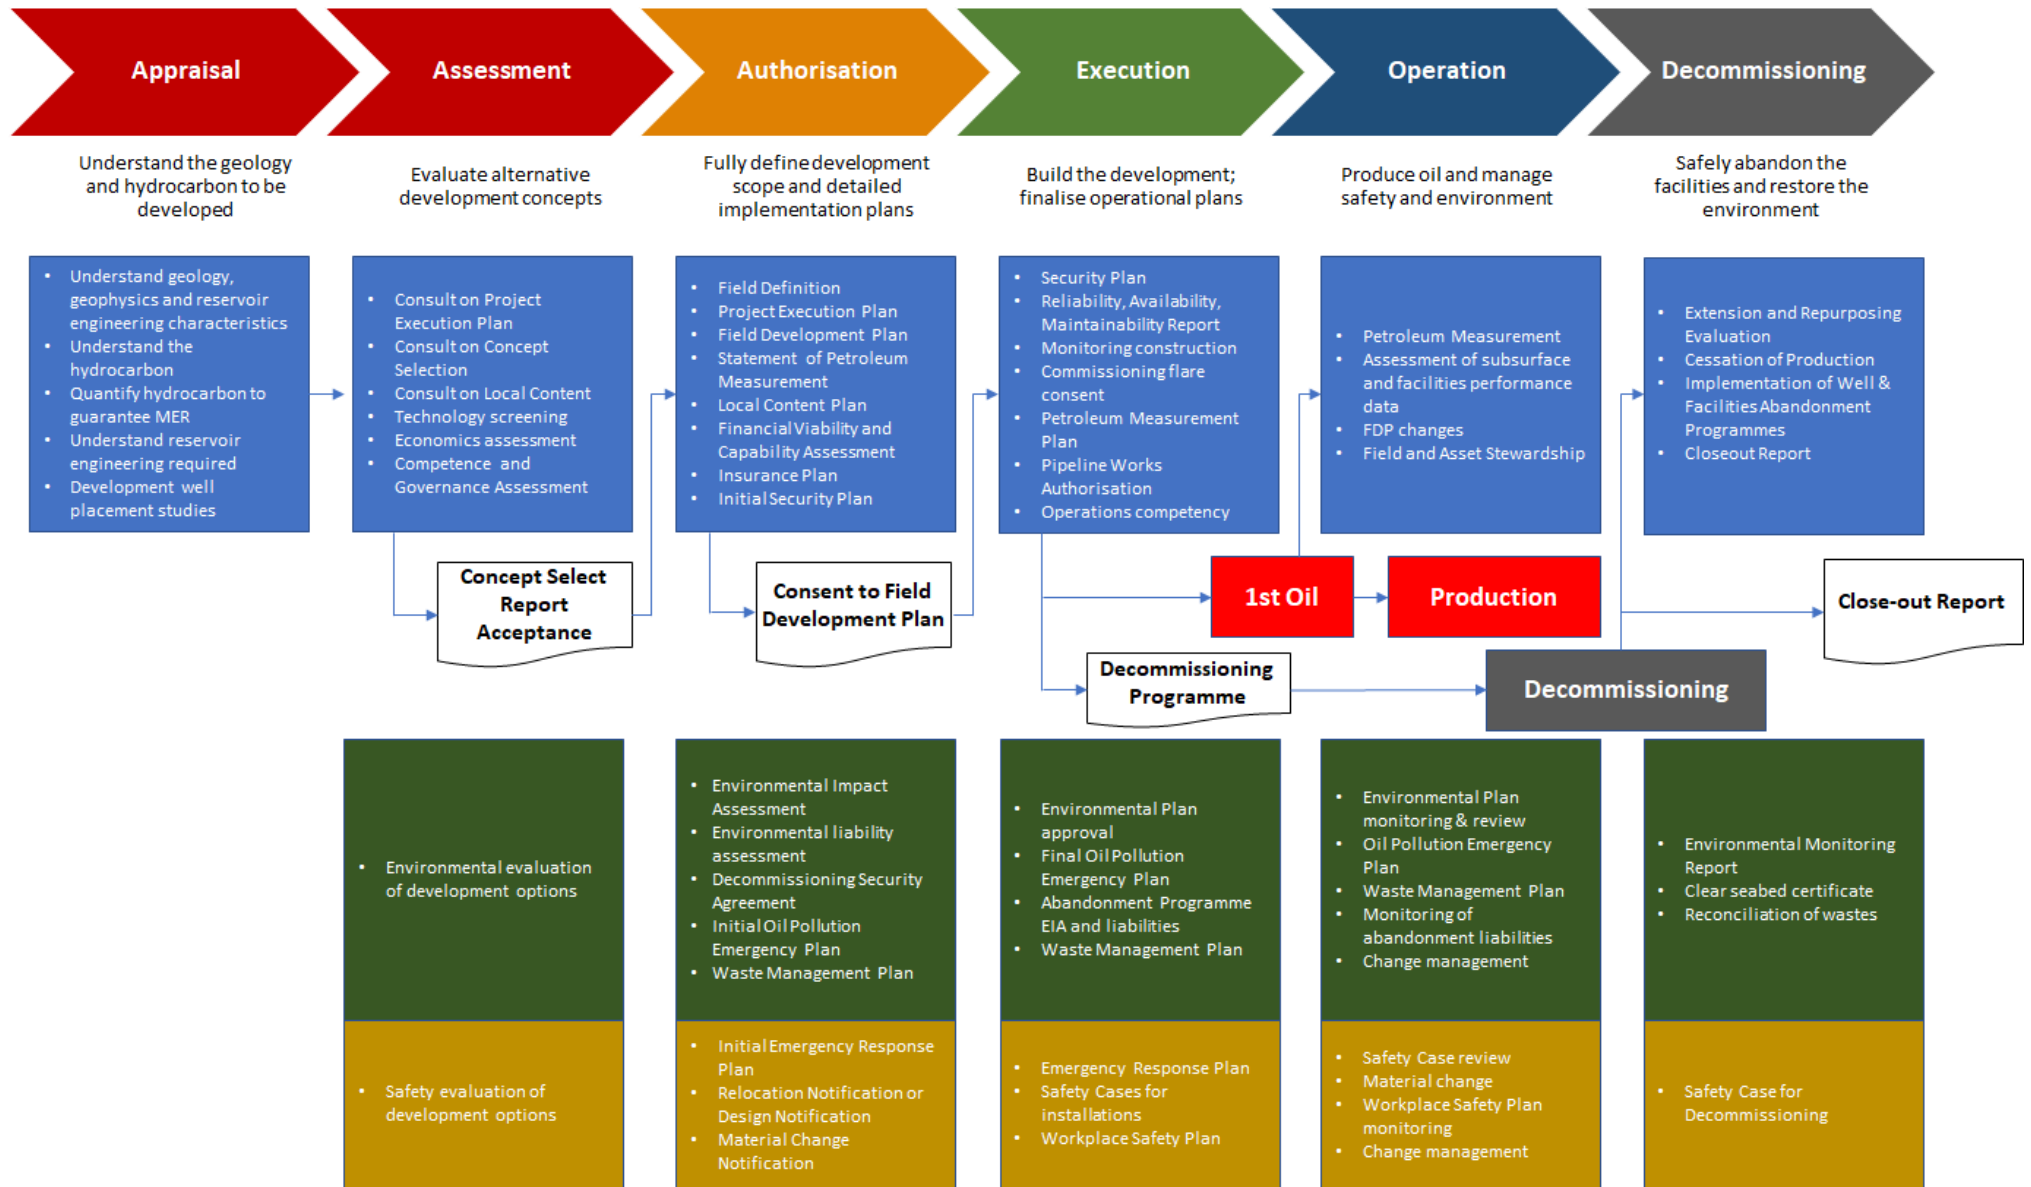 Appraisal
Assessment
Authorisation
Execution
Operation
Decommissioning
Understand the geology
and hydrocarbon to be
developed
Evaluate alternative
development concepts
Fully define development
scope and detailed
implementation plans
Build the development;
finalise operational plans
Produce oil and manage
safety and environment
Safely abandon the
facilities and restore the
environment
• Understand geology,
geophysics and reservoir
engineering characteristics
• Understand the
hydrocarbon
• Quantify hydrocarbon to
guarantee MER
• Understand reservoir
engineering required
• Development well
placement studies
• Consult on Project
Execution Plan
• Consult on Concept
Selection
• Consult on Local Content
• Technology screening
• Economics assessment
• Competence and
Governance Assessment
• Field Definition
• Project Execution Plan
• Field Development Plan
• Statement of Petroleum
Measurement
• Local Content Plan
• Financial Viability and
Capability Assessment
• Insurance Plan
• Initial Security Plan
• Security Plan
• Reliability, Availability,
Maintainability Report
• Monitoring construction
• Commissioning flare
consent
• Petroleum Measurement
Plan
• Pipeline Works
Authorisation
• Operations competency
• Petroleum Measurement
• Assessment of subsurface
and facilities performance
data
• FDP changes
• Field and Asset Stewardship
• Extension and Repurposing
Evaluation
• Cessation of Production
• Implementation of Well &
Facilities Abandonment
Programmes
• Closeout Report
Concept Select
Report
Acceptance
Consent to Field
Development Plan
1st Oil
Production
Close-out Report
Decommissioning
Programme
Decommissioning
• Environmental evaluation
of development options
• Environmental Impact
Assessment
• Environmental liability
assessment
• Decommissioning Security
Agreement
• Initial Oil Pollution
Emergency Plan
• Waste Management Plan
• Environmental Plan
approval
• Final Oil Pollution
Emergency Plan
• Abandonment Programme
EIA and liabilities
• Waste Management Plan
• Environmental Plan
monitoring & review
• Oil Pollution Emergency
Plan
• Waste Management Plan
• Monitoring of
abandonment liabilities
• Change management
• Environmental Monitoring
Report
• Clear seabed certificate
• Reconciliation of wastes
• Safety evaluation of
development options
• Initial Emergency Response
Plan
• Relocation Notification or
Design Notification
• Material Change
Notification
• Emergency Response Plan
• Safety Cases for
installations
• Workplace Safety Plan
• Safety Case review
• Material change
• Workplace Safety Plan
monitoring
• Change management
• Safety Case for
Decommissioning